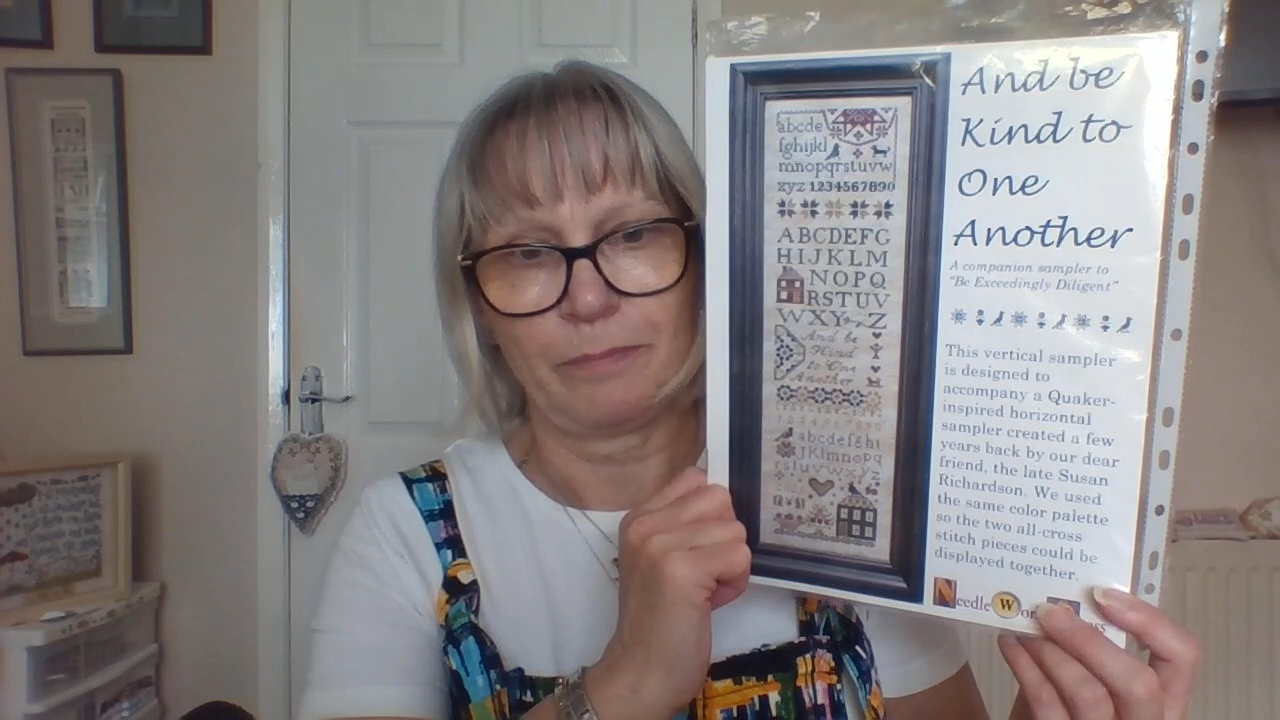 And be
Kind to
One
Another
A companion sampler to
"Be Exceedingly Diligent"
This vertical sampler
is designed to
accompany a Quaker-
inspired horizontal
sampler created a few
years back by our dear
friend, the late Susan
Richardson. We used
the same color palette
so the two all-cross
stitch pieces could be
displayed together.
Needle Wor ss
abcde
fghijkl
mnopqrstuvw
xyz 1234567890
ABCDEFG
HIJKLM
NOPQ
RSTUV
WXYZ
And be
Kind
to One
Another
abcdefghi
jklmnopq
rstuvwxyz